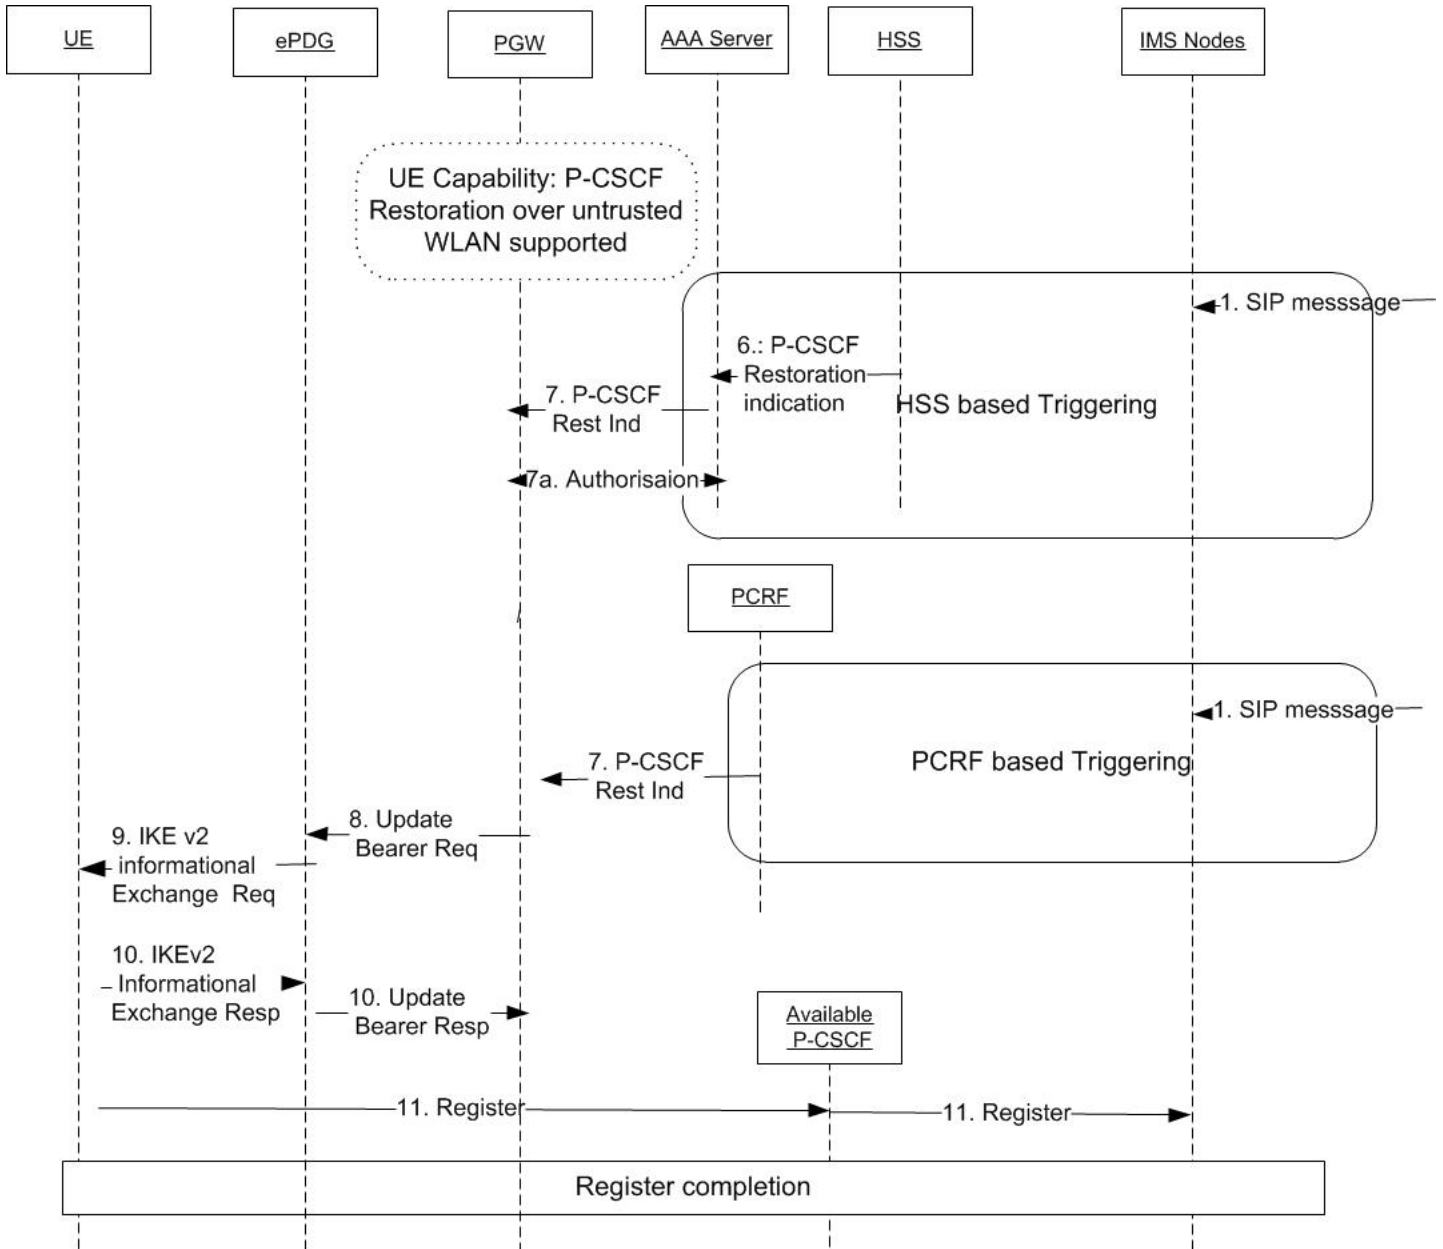 UE
ePDG
PGW
AAA Server
HSS
IMS Nodes
UE Capability: P-CSCF
Restoration over untrusted
WLAN supported
1. SIP messsage
6.: P-CSCF
Restoration
indication
7. P-CSCF
Rest Ind
HSS based Triggering
7a. Authorisaion
PCRF
1. SIP messsage
7. P-CSCF
Rest Ind
PCRF based Triggering
8. Update
Bearer Req
9. IKE v2
informational
Exchange Req
10. IKEv2
Informational
Exchange Resp
10. Update
Bearer Resp
Available
P-CSCF
11. Register
11. Register
Register completion